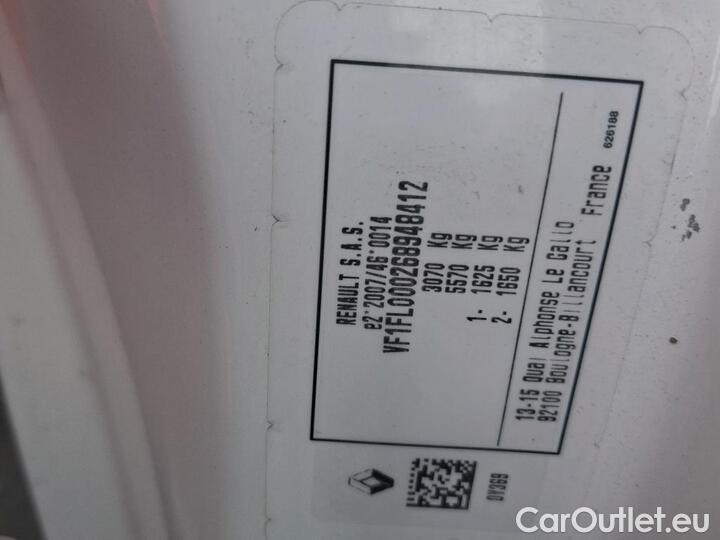 RENAULT S.A.S.
e2*2007/46*0014
VF1FL000268948412
3070 Kg
5570 Kg
1- 1625 Kg
2- 1650 Kg
13-15 Quai Alphonse Le Gallo
92100 Boulogne-Billancourt France
626188
DY369
CarOutlet.eu